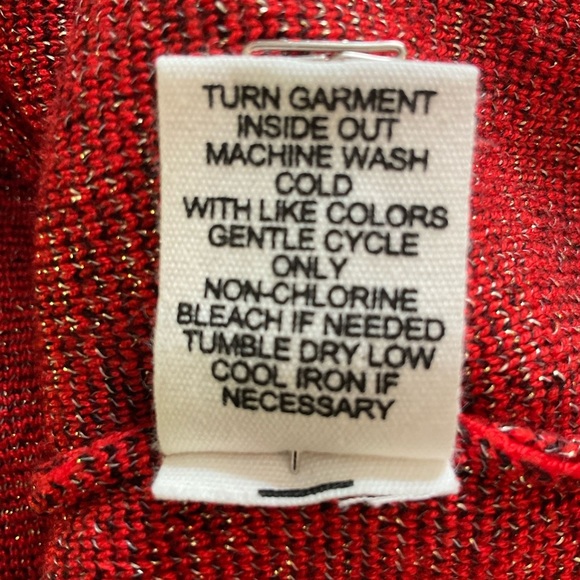 TURN GARMENT
INSIDE OUT
MACHINE WASH
COLD
WITH LIKE COLORS
GENTLE CYCLE
ONLY
NON-CHLORINE
BLEACH IF NEEDED
TUMBLE DRY LOW
COOL IRON IF
NECESSARY